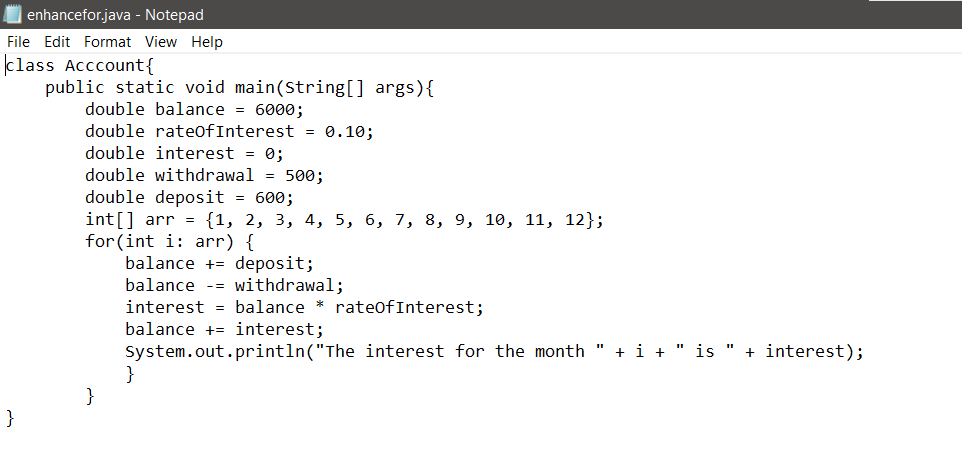 enhancefor.java - Notepad
File Edit Format View Help
class Acccount{
    public static void main(String[] args){
        double balance = 6000;
        double rateOfInterest = 0.10;
        double interest = 0;
        double withdrawal = 500;
        double deposit = 600;
        int[] arr = {1, 2, 3, 4, 5, 6, 7, 8, 9, 10, 11, 12};
        for(int i: arr) {
            balance += deposit;
            balance -= withdrawal;
            interest = balance * rateOfInterest;
            balance += interest;
            System.out.println("The interest for the month " + i + " is " + interest);
            }
        }
}